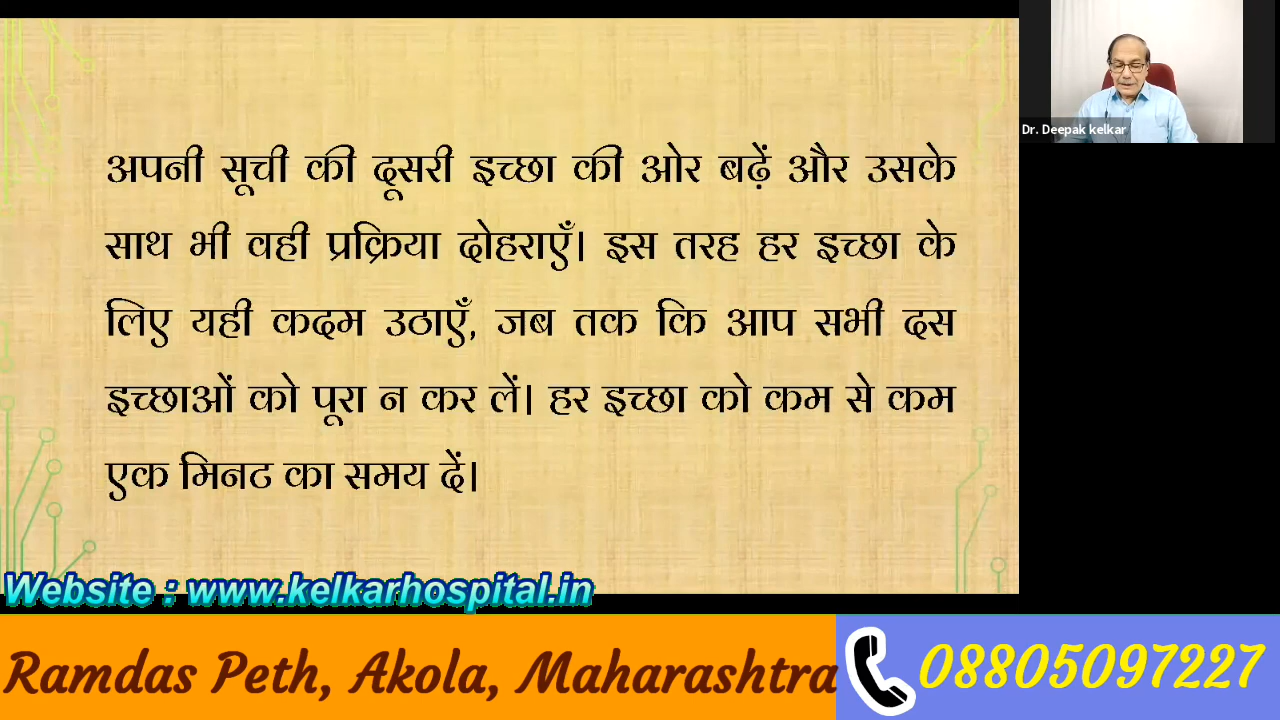 अपनी सूची की दूसरी इच्छा की ओर बढ़ें और उसके
साथ भी वही प्रक्रिया दोहराएँ। इस तरह हर इच्छा के
लिए यही कदम उठाएँ, जब तक कि आप सभी दस
इच्छाओं को पूरा न कर लें। हर इच्छा को कम से कम
एक मिनट का समय दें।
Dr. Deepak kelkar
Website : www.kelkarhospital.in
Ramdas Peth, Akola, Maharashtra
08805097227